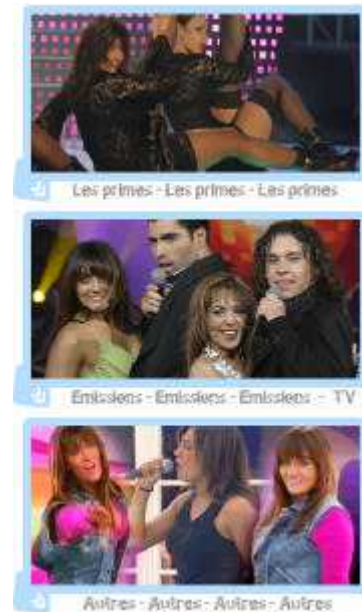 Les primes - Les primes - Les primes
Emissions - Emissions - Emissions - TV
Autres - Autres - Autres - Autres